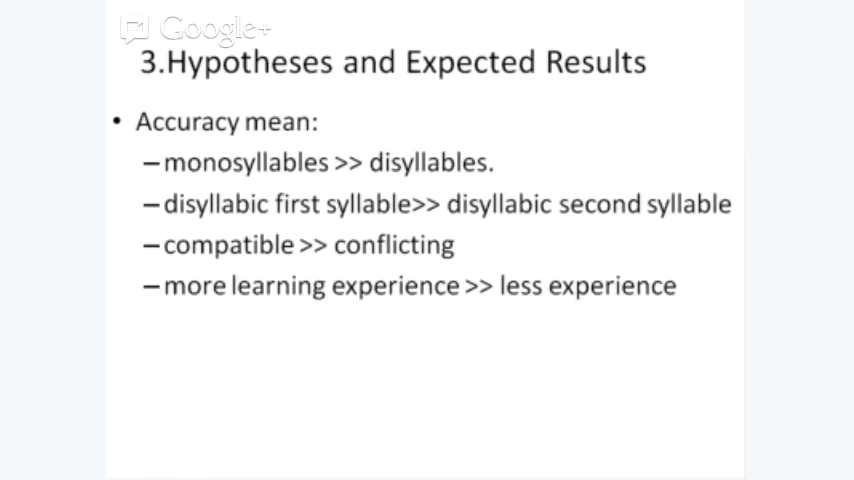 Google+
3.Hypotheses and Expected Results
• Accuracy mean:
–monosyllables >> disyllables.
–disyllabic first syllable>> disyllabic second syllable
–compatible >> conflicting
–more learning experience >> less experience